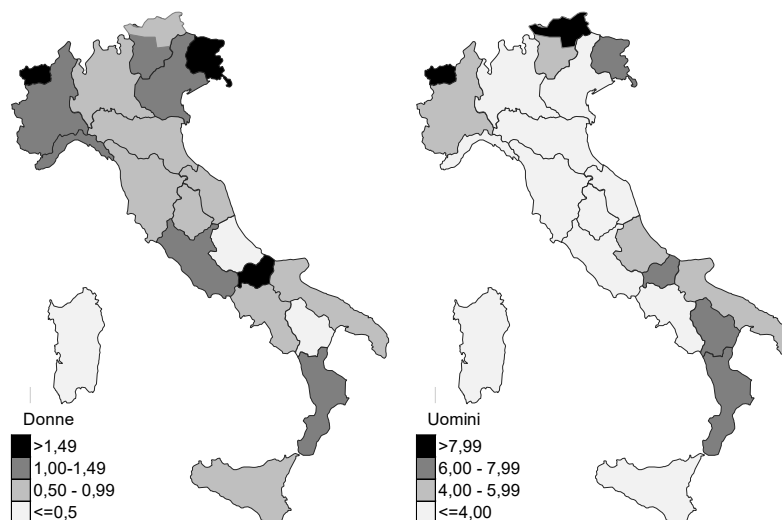 Donne
>1,49
1,00-1,49
0,50 - 0,99
<=0,5
Uomini
>7,99
6,00 - 7,99
4,00 - 5,99
<=4,00